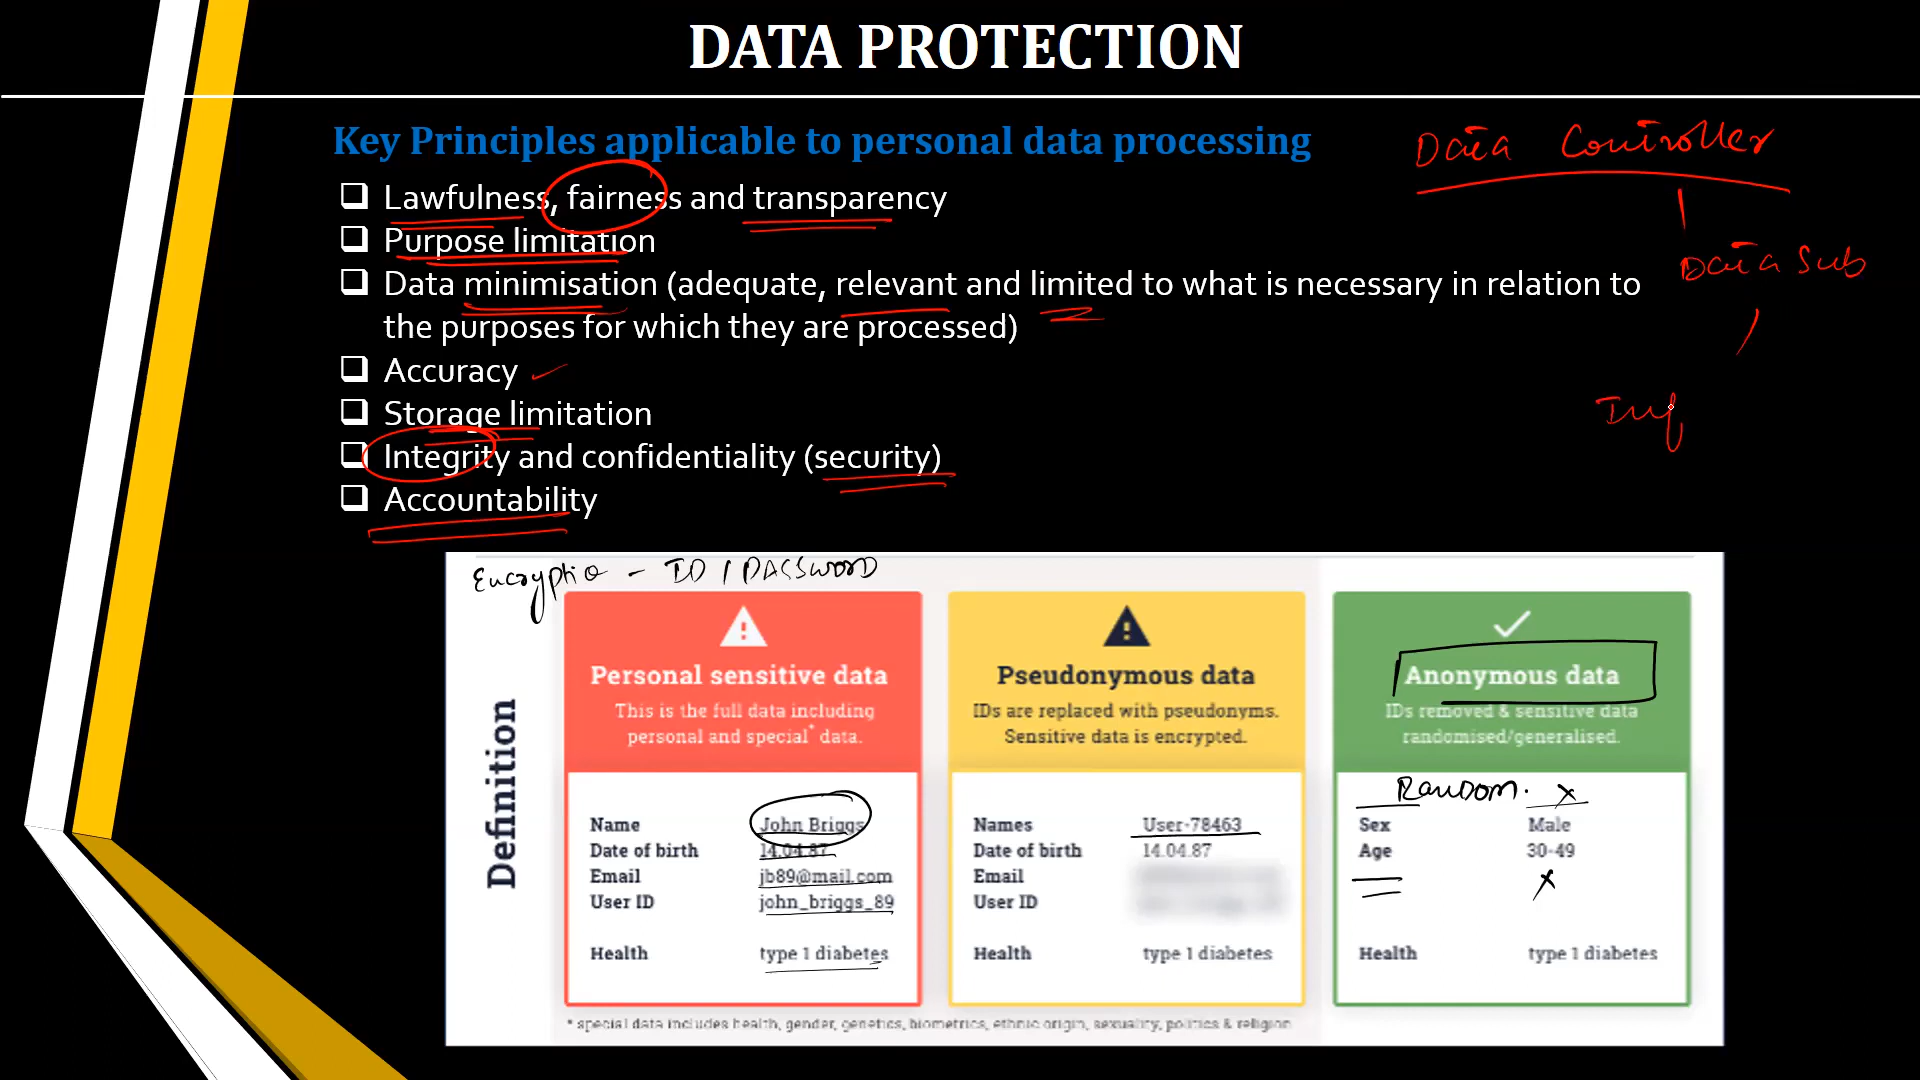 DATA PROTECTION
Key Principles applicable to personal data processing
Lawfulness, fairness and transparency
Purpose limitation
Data minimisation (adequate, relevant and limited to what is necessary in relation to
the purposes for which they are processed)
Accuracy
Storage limitation
Integrity and confidentiality (security)
Accountability
Data Controller
Data Sub
Inf
Encryptio - ID / PASSWORD
Definition
Personal sensitive data
This is the full data including
personal and special* data.
Name John Briggs
Date of birth 14.04.87
Email jb89@mail.com
User ID john_briggs_89
Health type 1 diabetes
Pseudonymous data
IDs are replaced with pseudonyms.
Sensitive data is encrypted.
Names User-78463
Date of birth 14.04.87
Email
User ID
Health type 1 diabetes
Anonymous data
IDs removed & sensitive data
randomised/generalised.
Random. x
Sex Male
Age 30-49
x
Health type 1 diabetes
* special data includes health, gender, genetics, biometrics, ethnic origin, sexuality, politics & religion